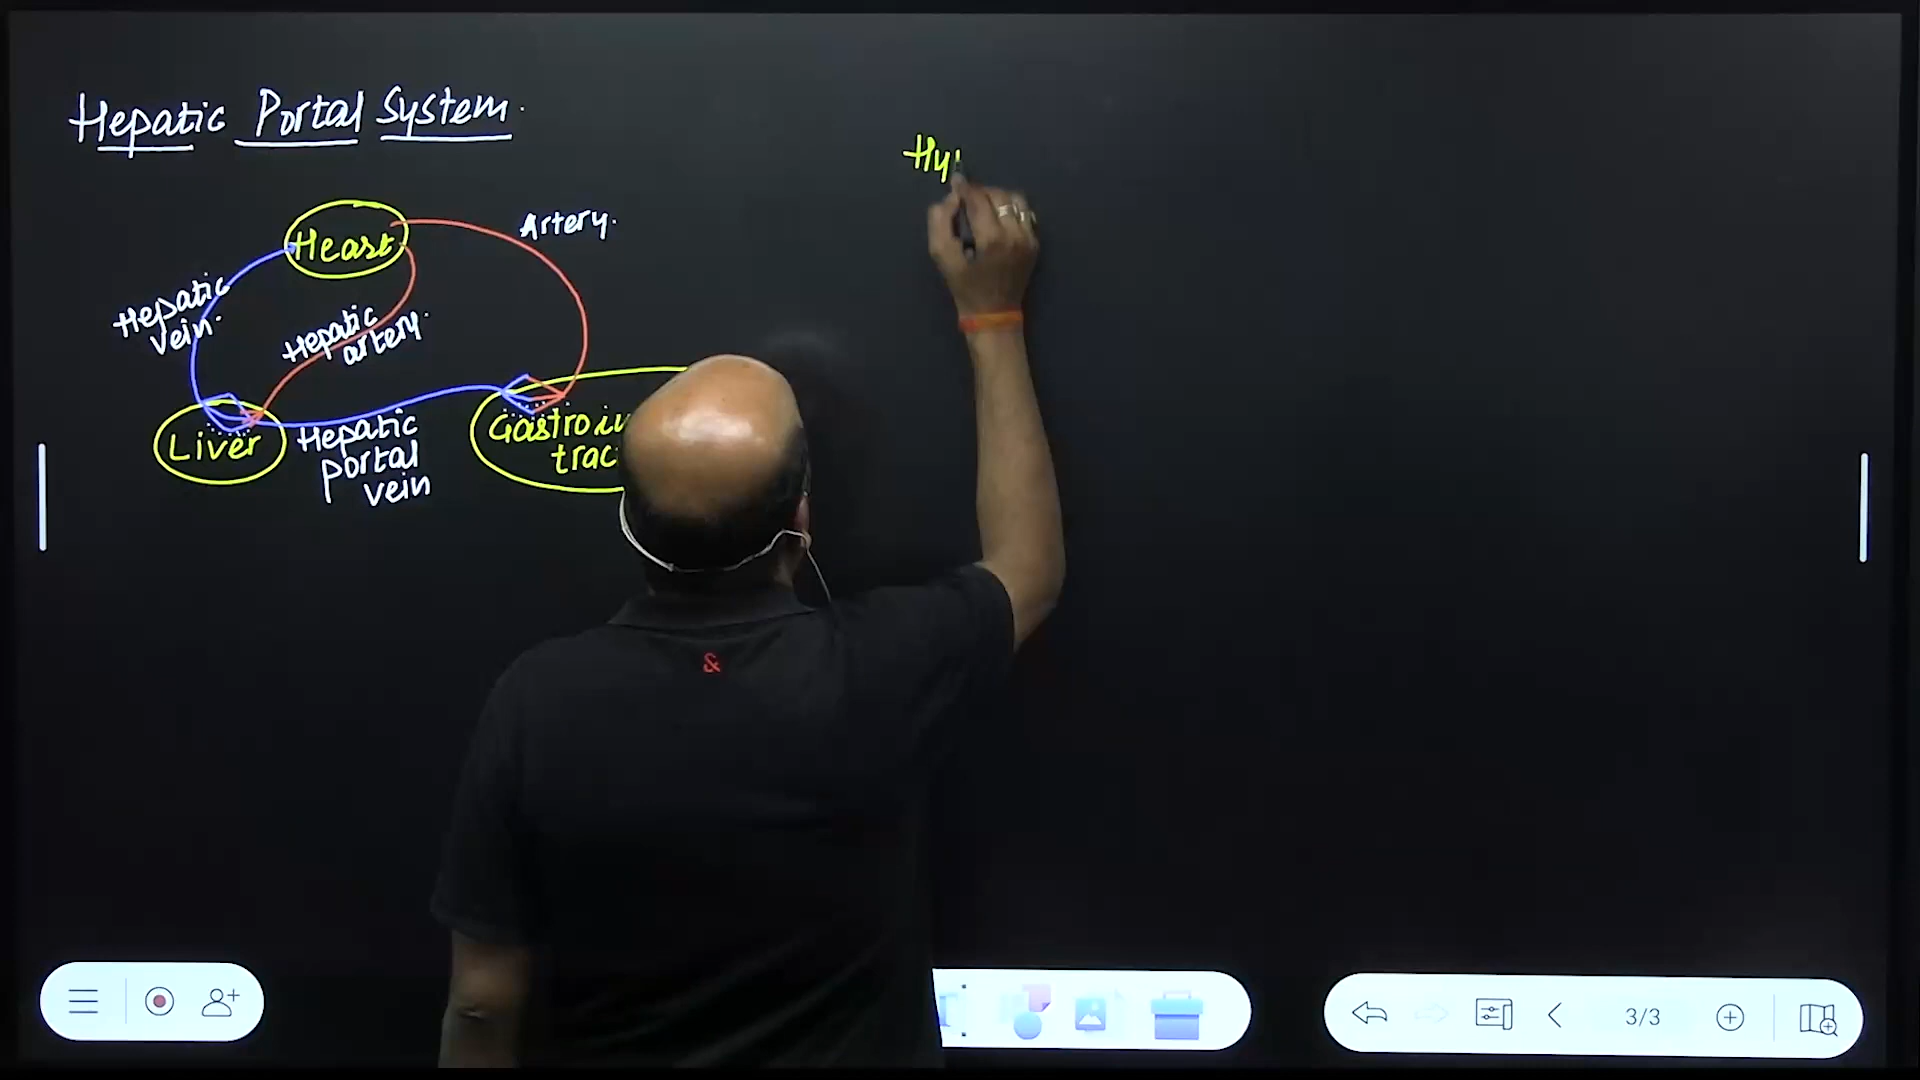 Hepatic Portal System.
Heart
Artery.
Hepatic
vein.
Hepatic
artery.
Liver
Hepatic
portal
vein
&
3/3